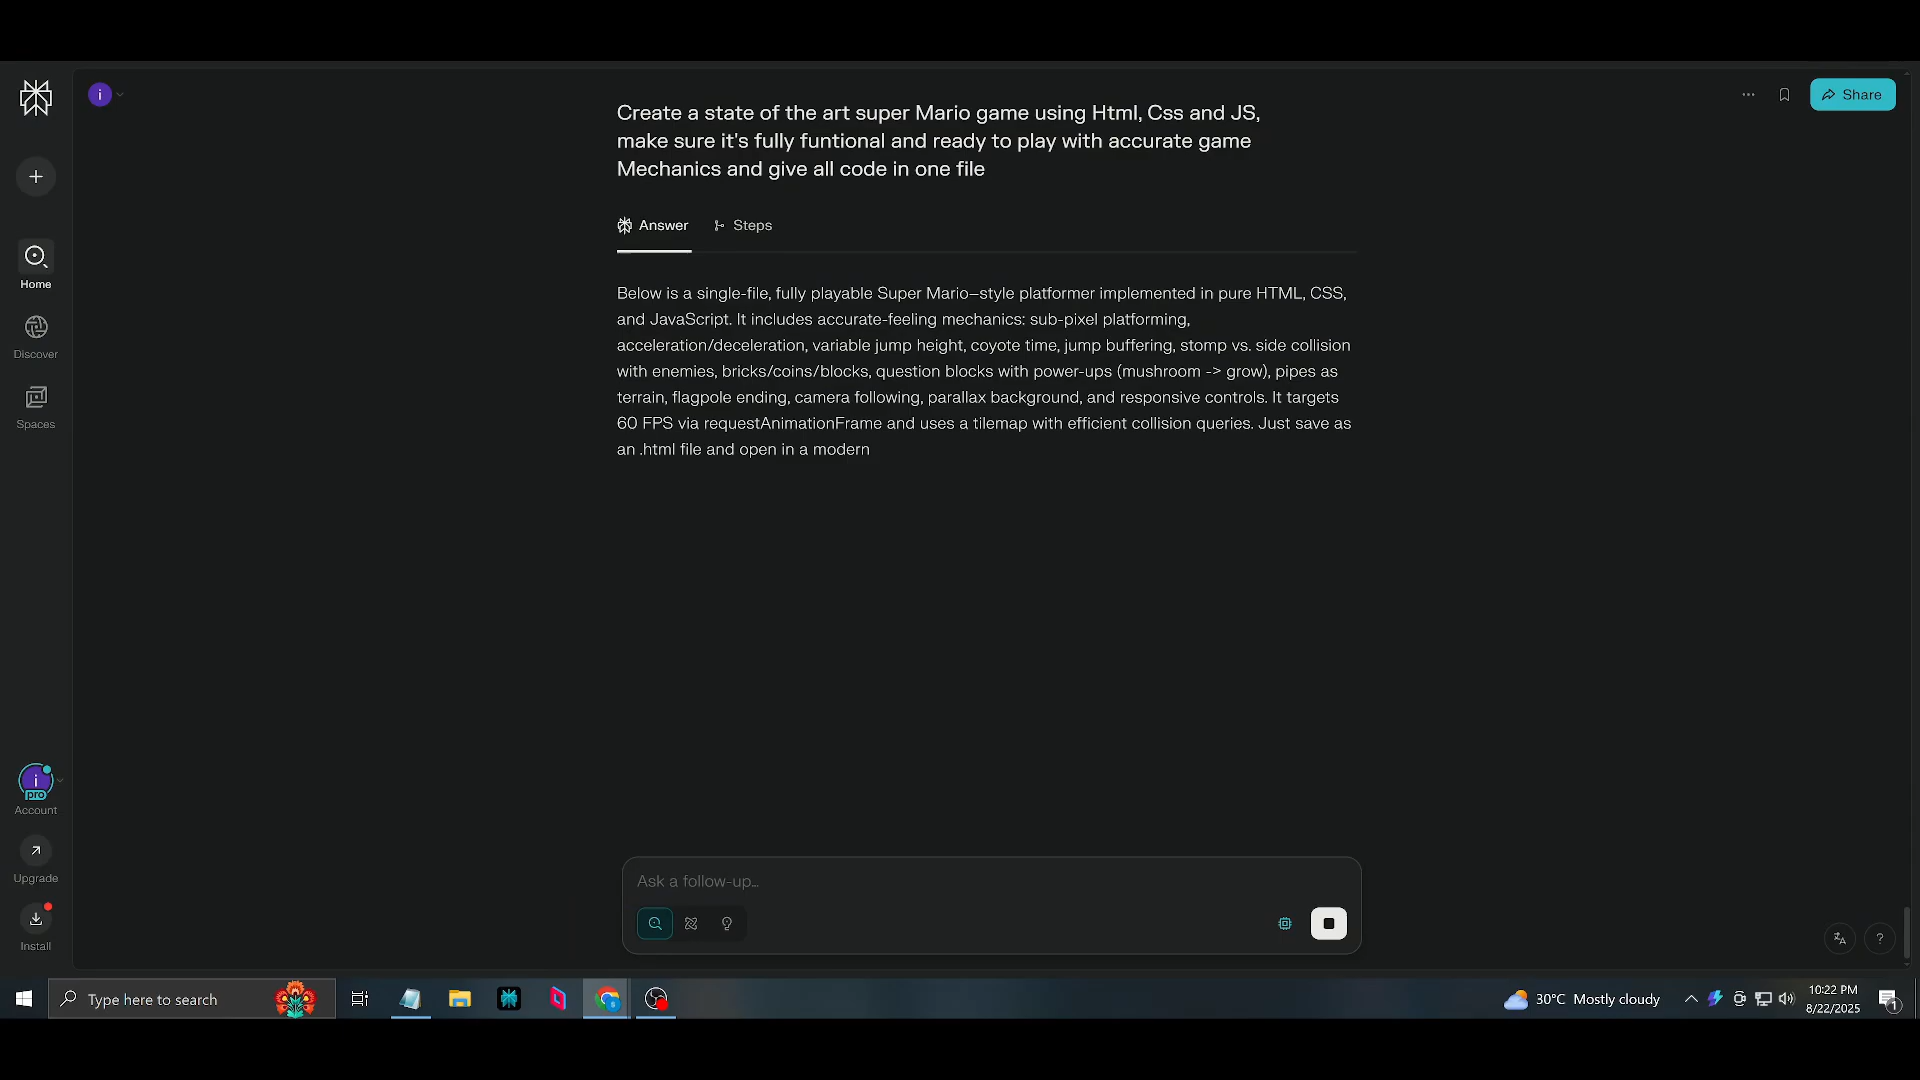 i
Share
Create a state of the art super Mario game using Html, Css and JS,
make sure it's fully funtional and ready to play with accurate game
Mechanics and give all code in one file
Answer
Steps
Home
Discover
Spaces
Below is a single-file, fully playable Super Mario–style platformer implemented in pure HTML, CSS,
and JavaScript. It includes accurate-feeling mechanics: sub-pixel platforming,
acceleration/deceleration, variable jump height, coyote time, jump buffering, stomp vs. side collision
with enemies, bricks/coins/blocks, question blocks with power-ups (mushroom -> grow), pipes as
terrain, flagpole ending, camera following, parallax background, and responsive controls. It targets
60 FPS via requestAnimationFrame and uses a tilemap with efficient collision queries. Just save as
an .html file and open in a modern
i
pro
Account
Upgrade
Install
Ask a follow-up...
?
Type here to search
30°C Mostly cloudy
10:22 PM
8/22/2025
1